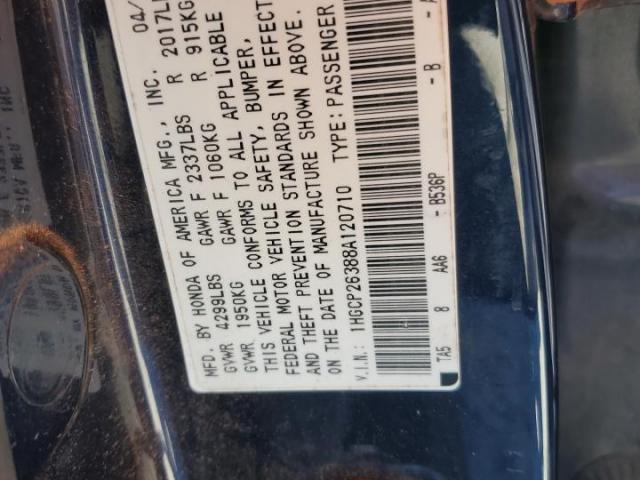 MFD. BY HONDA OF AMERICA MFG., INC. 04/
GVWR 4299LBS GAWR F 2337LBS R 2017L
GVWR 1950KG GAWR F 1060KG R 915KG
THIS VEHICLE CONFORMS TO ALL APPLICABLE
FEDERAL MOTOR VEHICLE SAFETY, BUMPER,
AND THEFT PREVENTION STANDARDS IN EFFECT
ON THE DATE OF MANUFACTURE SHOWN ABOVE.
V.I.N.: 1HGCP26388A120710 TYPE: PASSENGER
TA5 8 AA6 - B536P - B - A